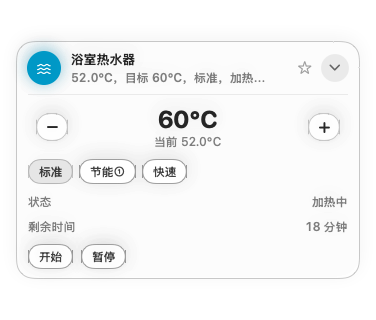 浴室热水器
52.0°C，目标 60°C，标准，加热…
60°C
当前 52.0°C
标准 节能① 快速
状态 加热中
剩余时间 18 分钟
开始 暂停